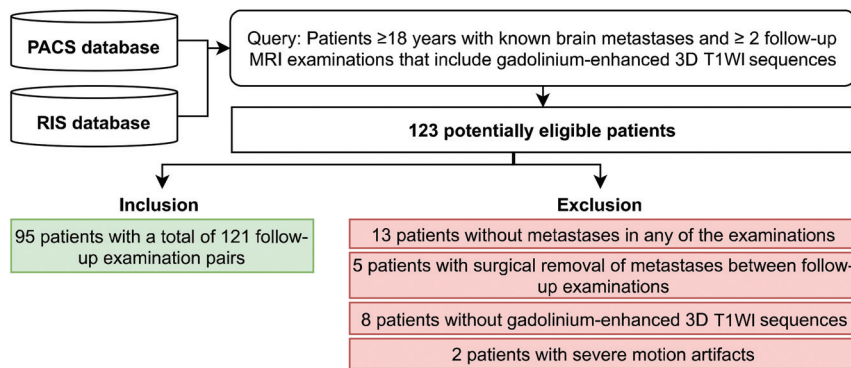 PACS database
RIS database
Query: Patients ≥18 years with known brain metastases and ≥ 2 follow-up
MRI examinations that include gadolinium-enhanced 3D T1WI sequences
123 potentially eligible patients
Inclusion
95 patients with a total of 121 follow-
up examination pairs
Exclusion
13 patients without metastases in any of the examinations
5 patients with surgical removal of metastases between follow-
up examinations
8 patients without gadolinium-enhanced 3D T1WI sequences
2 patients with severe motion artifacts